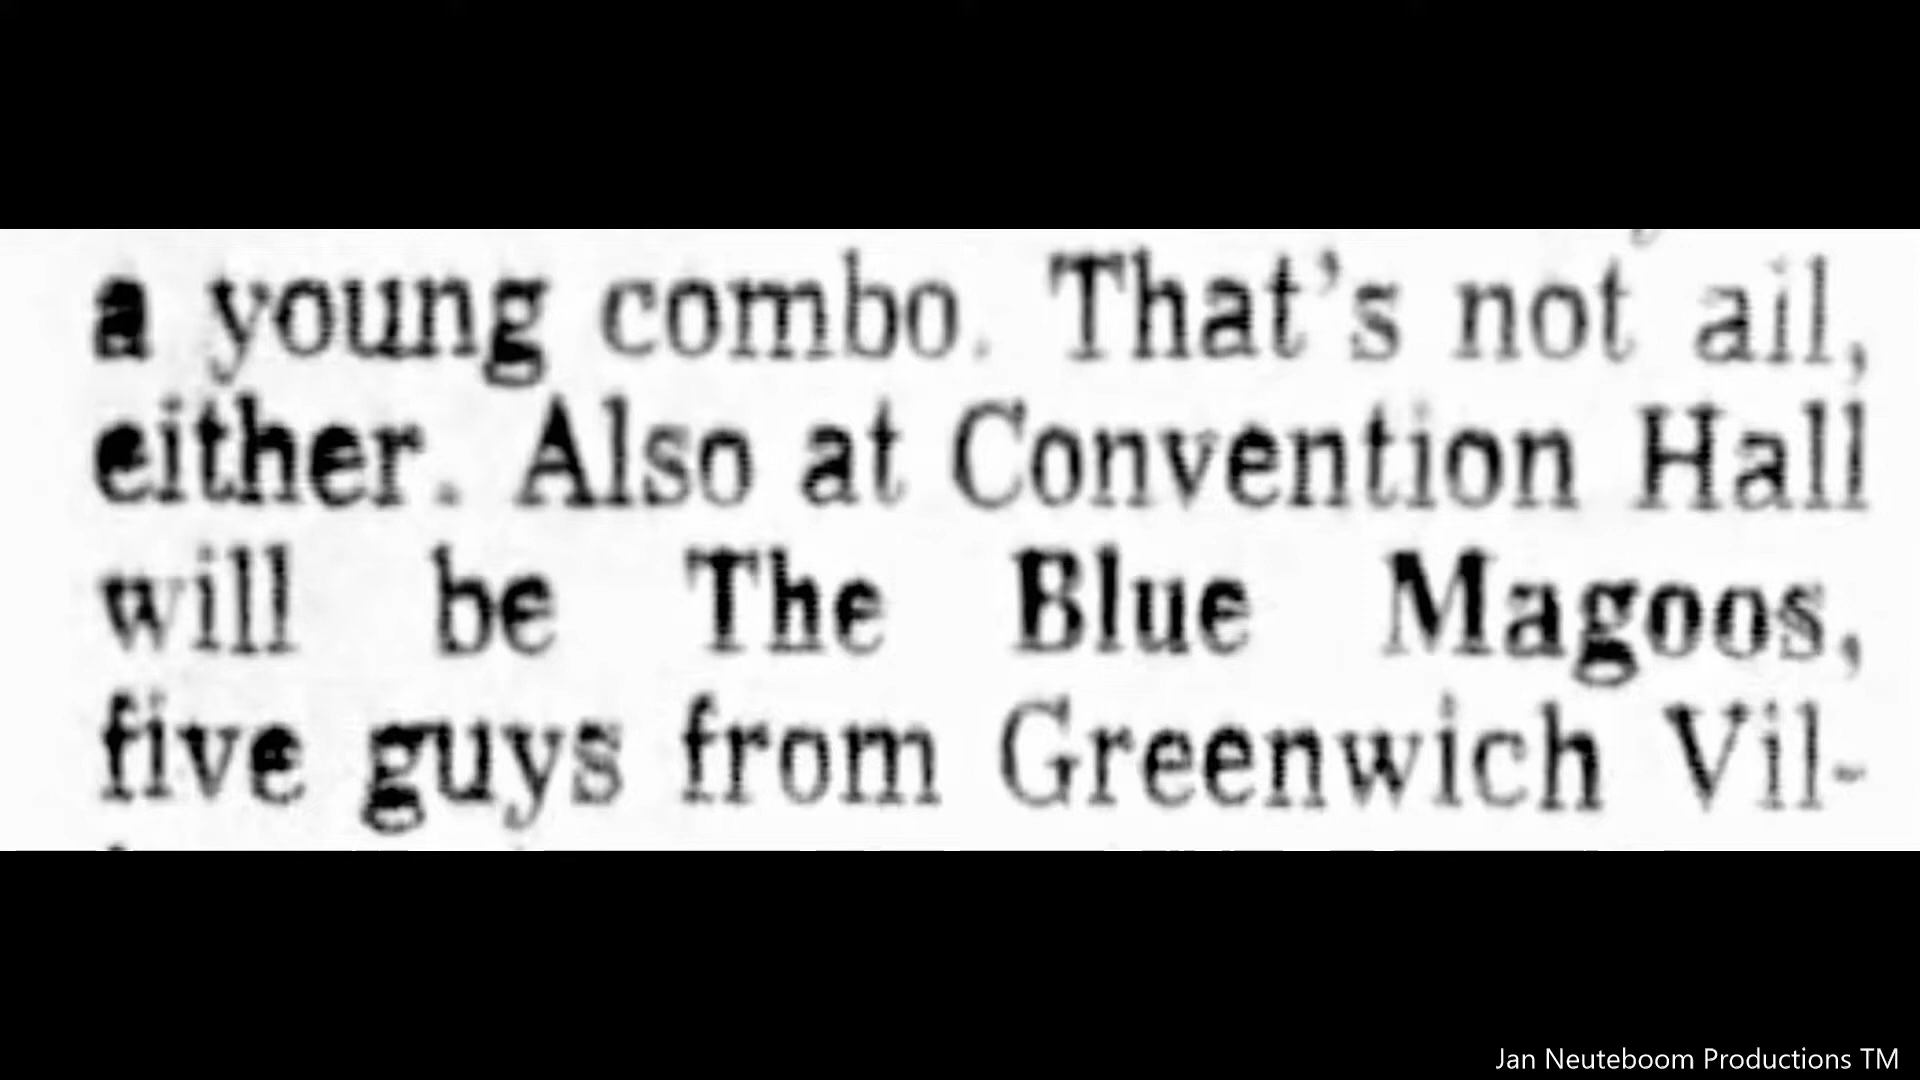 a young combo. That's not ail,
either. Also at Convention Hall
will be The Blue Magoos,
five guys from Greenwich Vil-
Jan Neuteboom Productions TM